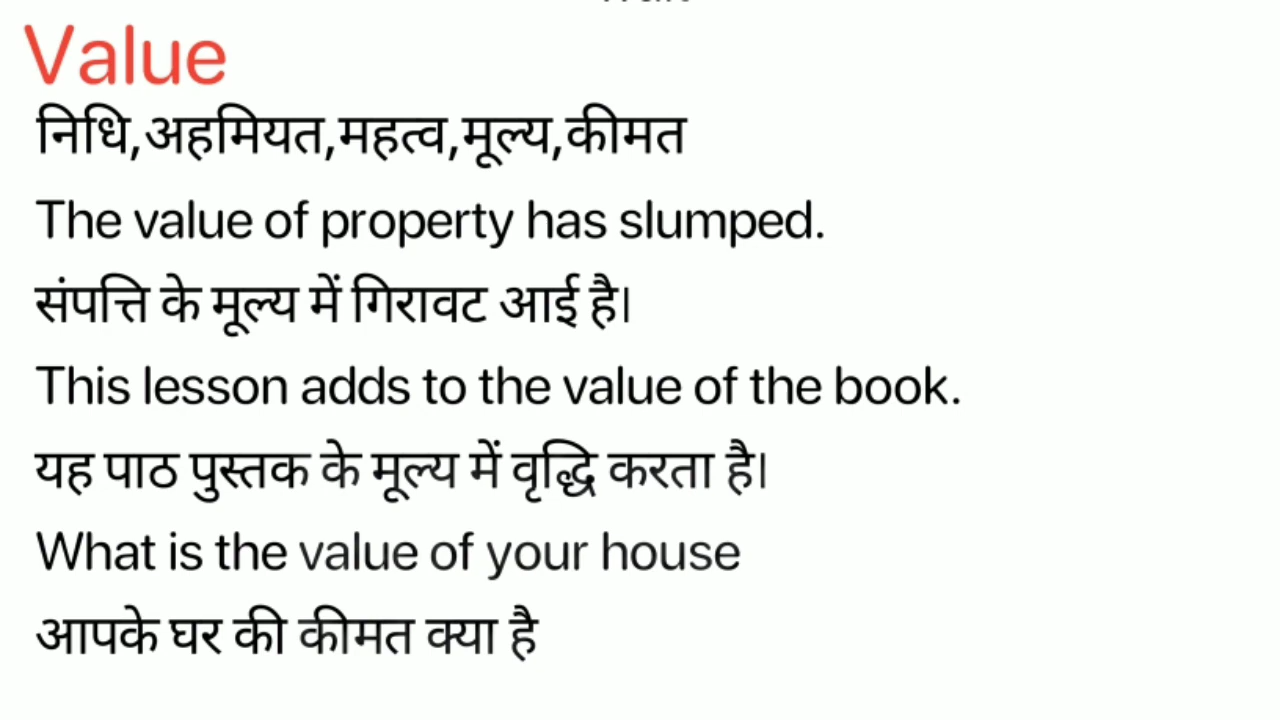 Value
निधि,अहमियत,महत्व,मूल्य,कीमत
The value of property has slumped.
संपत्ति के मूल्य में गिरावट आई है।
This lesson adds to the value of the book.
यह पाठ पुस्तक के मूल्य में वृद्धि करता है।
What is the value of your house
आपके घर की कीमत क्या है